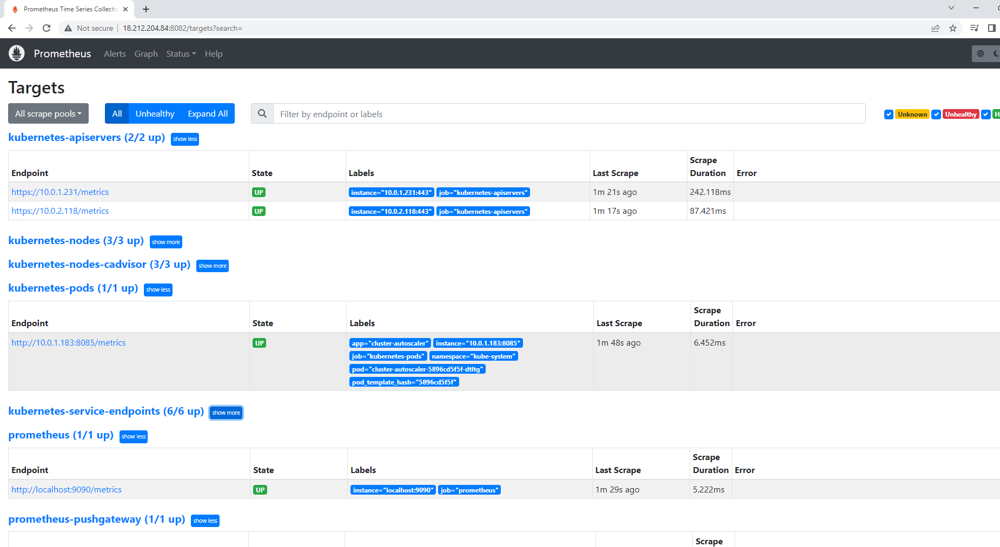 Prometheus Time Series Collectic
Not secure 18.212.204.84:8082/targets?search=
Prometheus Alerts Graph Status Help
Targets
All scrape pools All Unhealthy Expand All Filter by endpoint or labels Unknown Unhealthy H
kubernetes-apiservers (2/2 up) show less
Endpoint State Labels Last Scrape Scrape Duration Error
https://10.0.1.231/metrics UP instance="10.0.1.231:443" job="kubernetes-apiservers" 1m 21s ago 242.118ms
https://10.0.2.118/metrics UP instance="10.0.2.118:443" job="kubernetes-apiservers" 1m 17s ago 87.421ms
kubernetes-nodes (3/3 up) show more
kubernetes-nodes-cadvisor (3/3 up) show more
kubernetes-pods (1/1 up) show less
Endpoint State Labels Last Scrape Scrape Duration Error
http://10.0.1.183:8085/metrics UP app="cluster-autoscaler" instance="10.0.1.183:8085" 1m 48s ago 6.452ms
job="kubernetes-pods" namespace="kube-system"
pod="cluster-autoscaler-5896cd5f5f-dtltg"
pod_template_hash="5896cd5f5f"
kubernetes-service-endpoints (6/6 up) show more
prometheus (1/1 up) show less
Endpoint State Labels Last Scrape Scrape Duration Error
http://localhost:9090/metrics UP instance="localhost:9090" job="prometheus" 1m 29s ago 5.222ms
prometheus-pushgateway (1/1 up) show less
Scrape